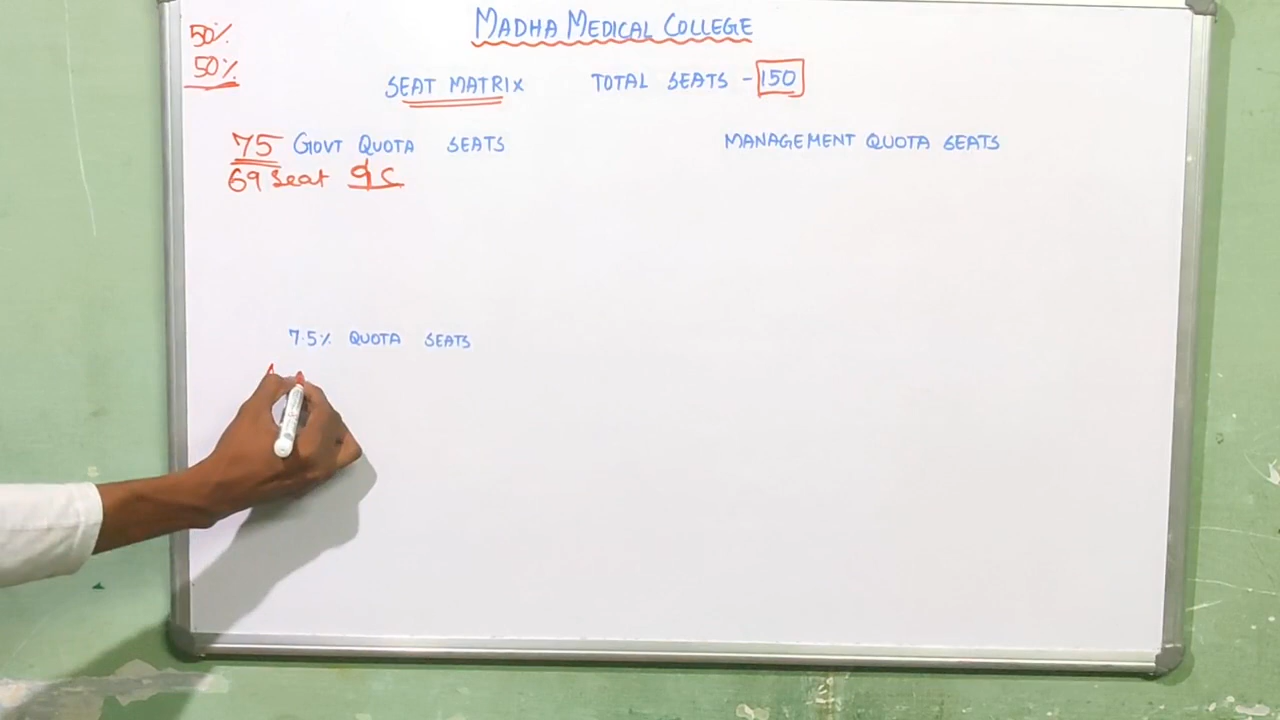 50%
50%
MADHA MEDICAL COLLEGE
SEAT MATRIX TOTAL SEATS - 150
75 GOVT QUOTA SEATS
MANAGEMENT QUOTA SEATS
69 Seat
7.5% QUOTA SEATS